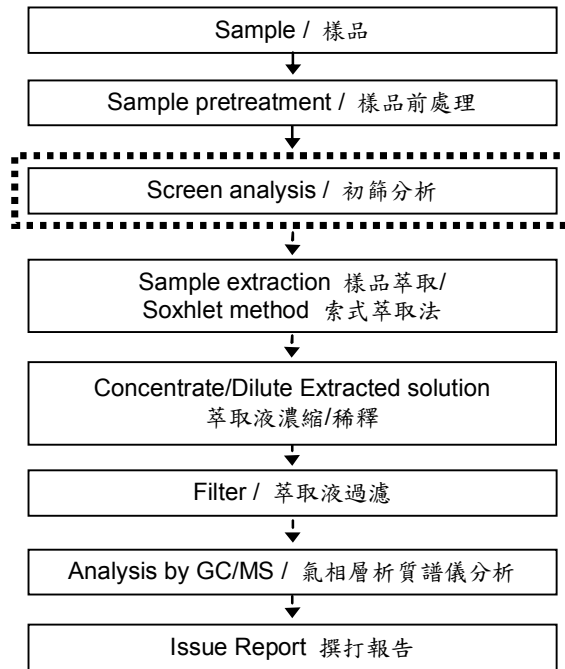 Sample / 樣品
Sample pretreatment / 樣品前處理
Screen analysis / 初篩分析
Sample extraction 樣品萃取/
Soxhlet method 索式萃取法
Concentrate/Dilute Extracted solution
萃取液濃縮/稀釋
Filter / 萃取液過濾
Analysis by GC/MS / 氣相層析質譜儀分析
Issue Report 撰打報告